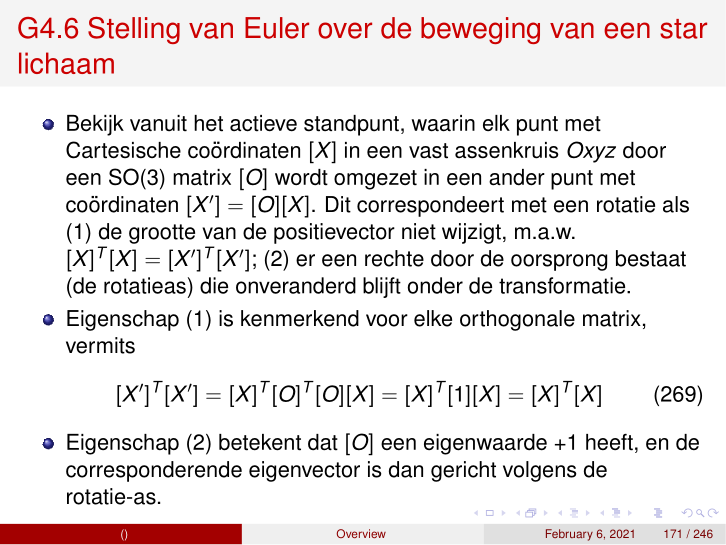 G4.6 Stelling van Euler over de beweging van een star
lichaam
Bekijk vanuit het actieve standpunt, waarin elk punt met
Cartesische coördinaten [X] in een vast assenkruis Oxyz door
een SO(3) matrix [O] wordt omgezet in een ander punt met
coördinaten [X′] = [O][X]. Dit correspondeert met een rotatie als
(1) de grootte van de positievector niet wijzigt, m.a.w.
[X]ᵀ[X] = [X′]ᵀ[X′]; (2) er een rechte door de oorsprong bestaat
(de rotatieas) die onveranderd blijft onder de transformatie.
Eigenschap (1) is kenmerkend voor elke orthogonale matrix,
vermits
[X′]ᵀ[X′] = [X]ᵀ[O]ᵀ[O][X] = [X]ᵀ[1][X] = [X]ᵀ[X] (269)
Eigenschap (2) betekent dat [O] een eigenwaarde +1 heeft, en de
corresponderende eigenvector is dan gericht volgens de
rotatie-as.
() Overview February 6, 2021 171 / 246